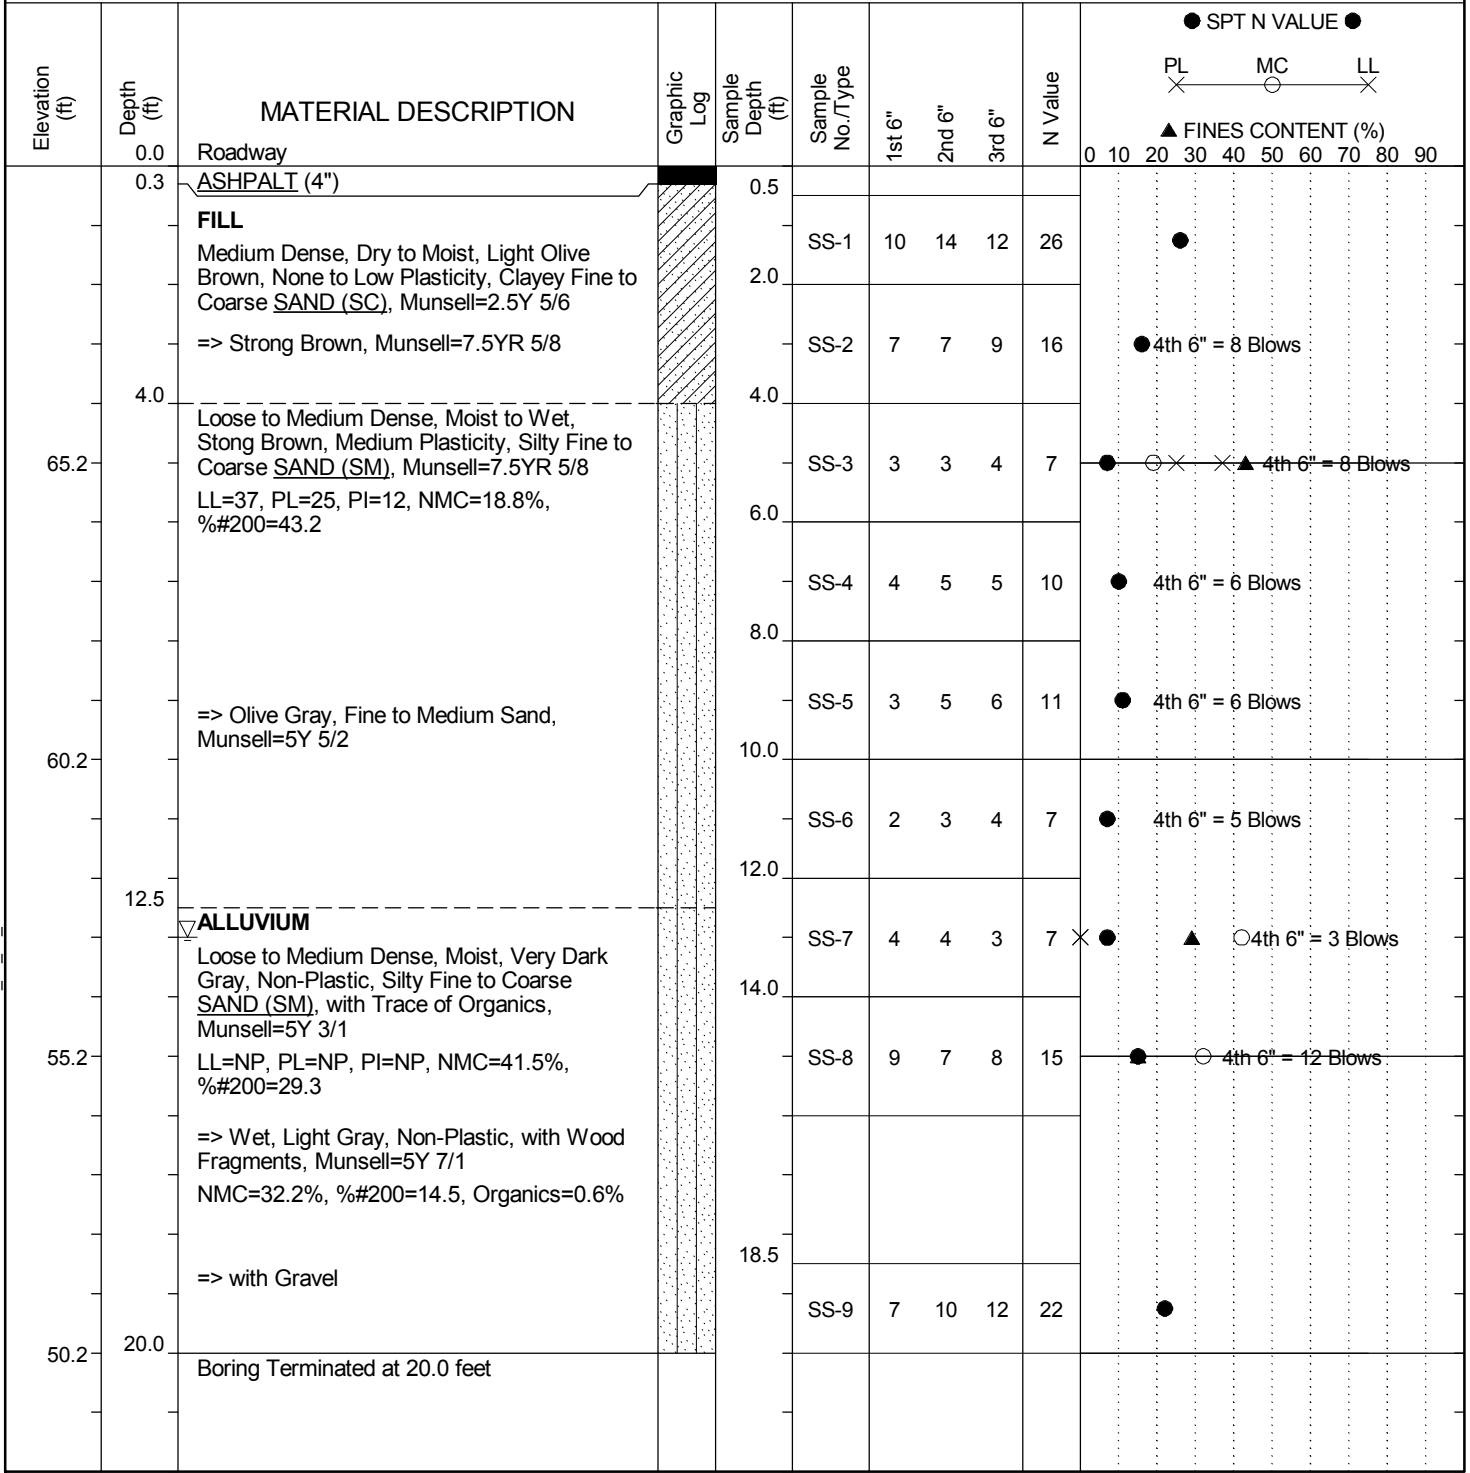 ● SPT N VALUE ●
PL MC LL
▲ FINES CONTENT (%)
0 10 20 30 40 50 60 70 80 90
Elevation (ft)
Depth (ft)
MATERIAL DESCRIPTION
Graphic Log
Sample Depth (ft)
Sample No./Type
1st 6"
2nd 6"
3rd 6"
N Value
0.0 Roadway
0.3 ASHPALT (4")
0.5
FILL
Medium Dense, Dry to Moist, Light Olive
Brown, None to Low Plasticity, Clayey Fine to
Coarse SAND (SC), Munsell=2.5Y 5/6
SS-1 10 14 12 26
2.0
=> Strong Brown, Munsell=7.5YR 5/8
SS-2 7 7 9 16 4th 6" = 8 Blows
4.0 4.0
Loose to Medium Dense, Moist to Wet,
Stong Brown, Medium Plasticity, Silty Fine to
Coarse SAND (SM), Munsell=7.5YR 5/8
65.2 SS-3 3 3 4 7 4th 6" = 8 Blows
LL=37, PL=25, PI=12, NMC=18.8%,
%#200=43.2
6.0
SS-4 4 5 5 10 4th 6" = 6 Blows
8.0
=> Olive Gray, Fine to Medium Sand,
Munsell=5Y 5/2
SS-5 3 5 6 11 4th 6" = 6 Blows
10.0
60.2
SS-6 2 3 4 7 4th 6" = 5 Blows
12.0
12.5
ALLUVIUM
Loose to Medium Dense, Moist, Very Dark
Gray, Non-Plastic, Silty Fine to Coarse
SAND (SM), with Trace of Organics,
Munsell=5Y 3/1
SS-7 4 4 3 7 4th 6" = 3 Blows
14.0
LL=NP, PL=NP, PI=NP, NMC=41.5%,
%#200=29.3
55.2 SS-8 9 7 8 15 4th 6" = 12 Blows
=> Wet, Light Gray, Non-Plastic, with Wood
Fragments, Munsell=5Y 7/1
NMC=32.2%, %#200=14.5, Organics=0.6%
18.5
=> with Gravel
SS-9 7 10 12 22
50.2 20.0
Boring Terminated at 20.0 feet